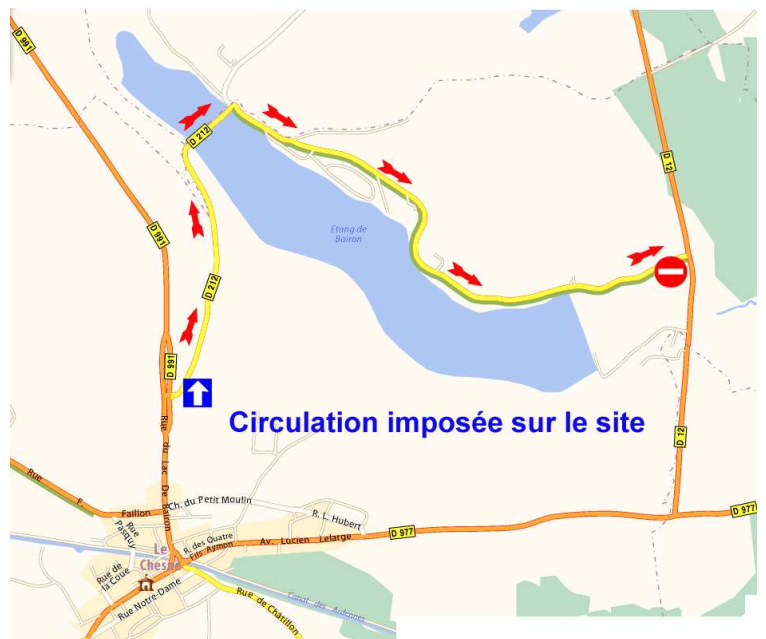 D 991
D 212
D 12
Etang de
Bairon
D 991
D 212
D 991
Circulation imposée sur le site
D 12
Rue du Lac De Bairon
Rue F.
Faillon
Ch. du Petit Moulin
R. L. Hubert
D 977
D 977
Rue
Pasquy
R. des Quatre
Fils Aymon
Av. Lucien Lelarge
Le
Chesne
Rue de
la Coue
Rue Notre-Dame
Rue de Châtillon
Canal des Ardennes